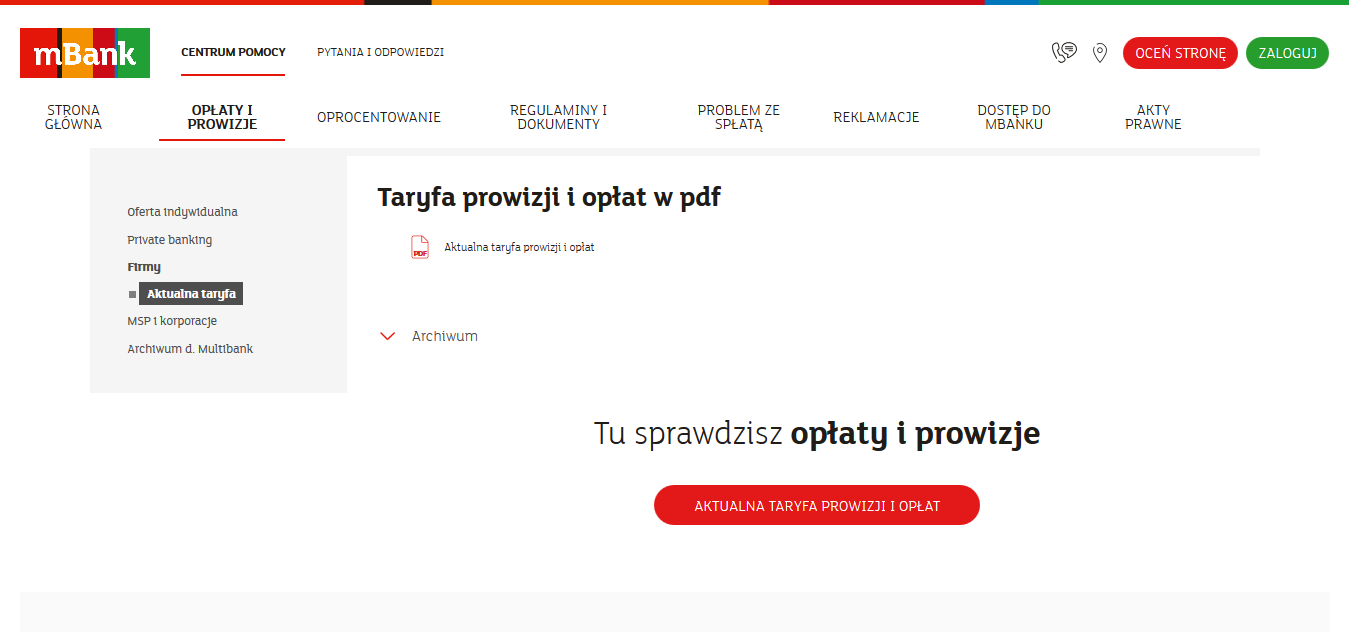 mBank
CENTRUM POMOCY
PYTANIA I ODPOWIEDZI
OCEŃ STRONĘ
ZALOGUJ
STRONA
GŁÓWNA
OPŁATY I
PROWIZJE
OPROCENTOWANIE
REGULAMINY I
DOKUMENTY
PROBLEM ZE
SPŁATĄ
REKLAMACJE
DOSTĘP DO
MBANKU
AKTY
PRAWNE
Oferta indywidualna
Private banking
Firmy
Aktualna taryfa
MSP i korporacje
Archiwum d. Multibank
Taryfa prowizji i opłat w pdf
PDF
Aktualna taryfa prowizji i opłat
Archiwum
Tu sprawdzisz opłaty i prowizje
AKTUALNA TARYFA PROWIZJI I OPŁAT